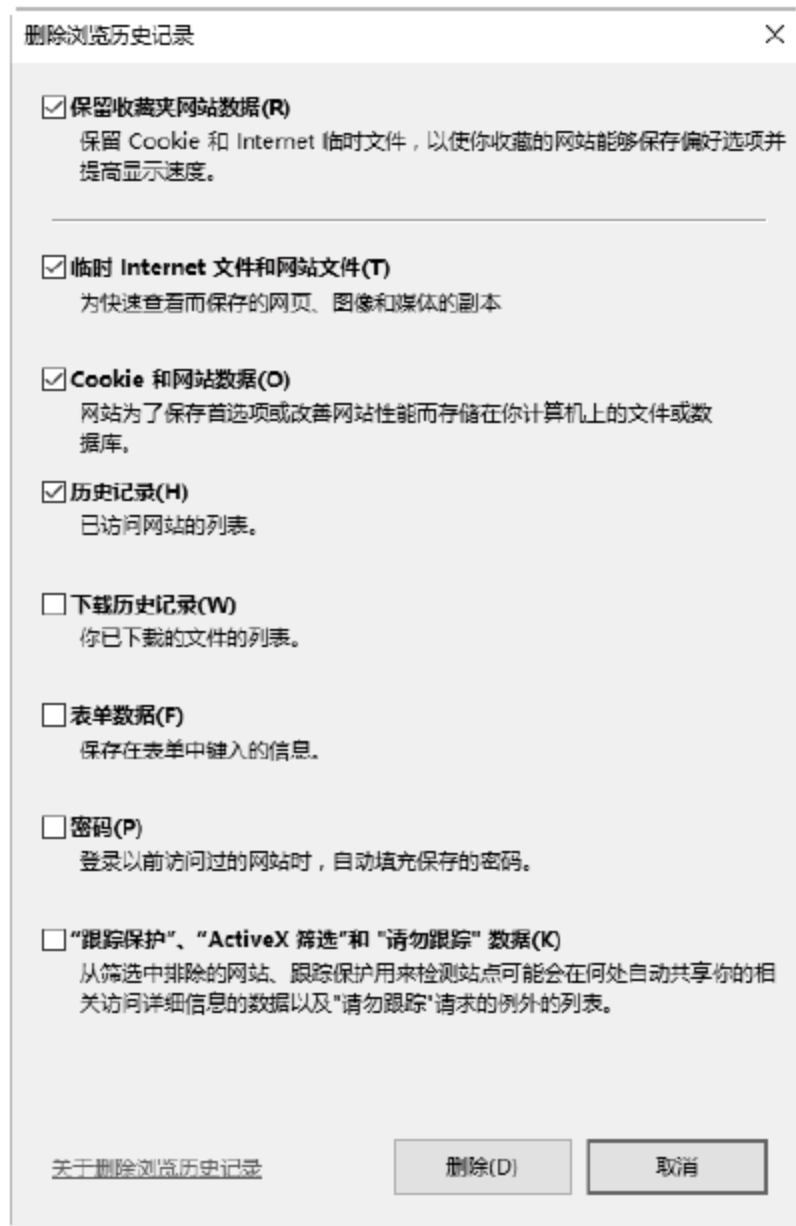 删除浏览历史记录
保留收藏夹网站数据(R)
保留 Cookie 和 Internet 临时文件，以使你收藏的网站能够保存偏好选项并
提高显示速度。
临时 Internet 文件和网站文件(T)
为快速查看而保存的网页、图像和媒体的副本
Cookie 和网站数据(O)
网站为了保存首选项或改善网站性能而存储在你计算机上的文件或数
据库。
历史记录(H)
已访问网站的列表。
下载历史记录(W)
你已下载的文件的列表。
表单数据(F)
保存在表单中键入的信息。
密码(P)
登录以前访问过的网站时，自动填充保存的密码。
“跟踪保护”、“ActiveX 筛选”和 "请勿跟踪" 数据(K)
从筛选中排除的网站、跟踪保护用来检测站点可能会在何处自动共享你的相
关访问详细信息的数据以及"请勿跟踪"请求的例外的列表。
关于删除浏览历史记录
删除(D)
取消